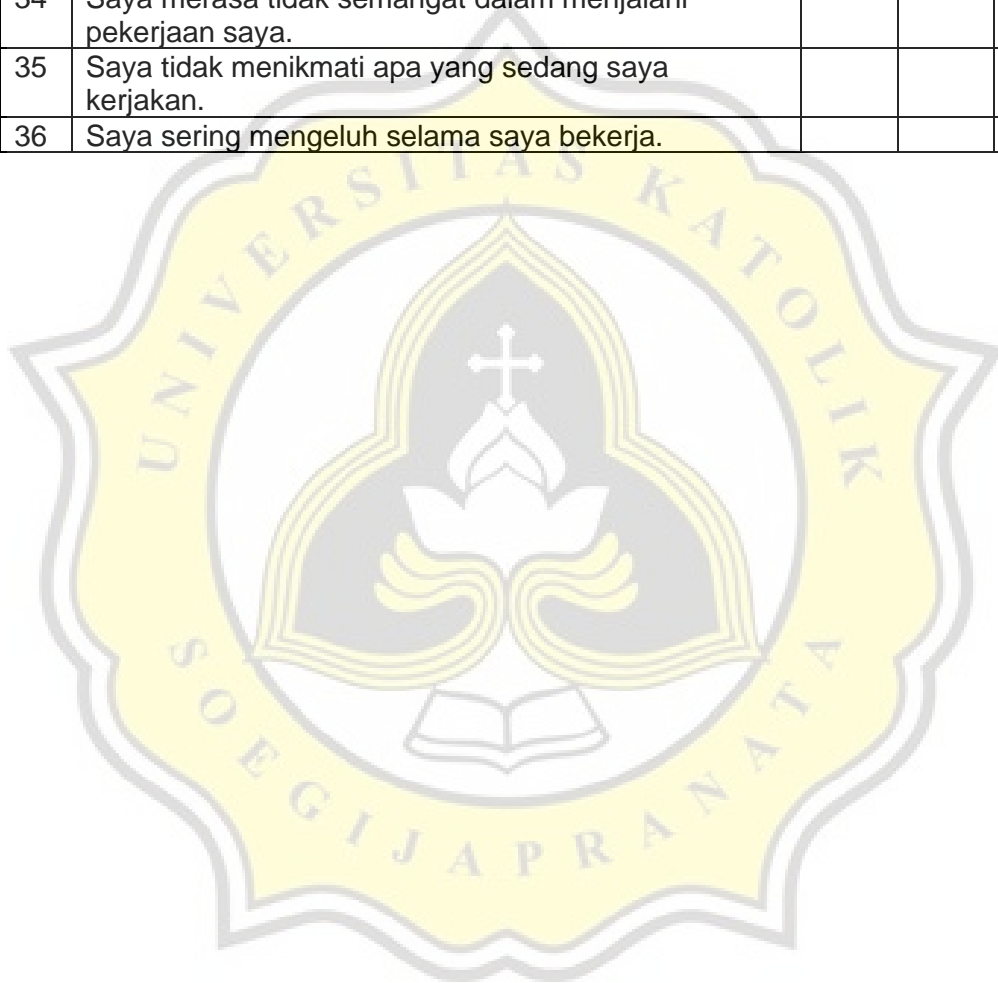 34 Saya merasa tidak semangat dalam menjalani
pekerjaan saya.
35 Saya tidak menikmati apa yang sedang saya
kerjakan.
36 Saya sering mengeluh selama saya bekerja.
UNIVERSITAS KATOLIK
SOEGIJAPRANATA